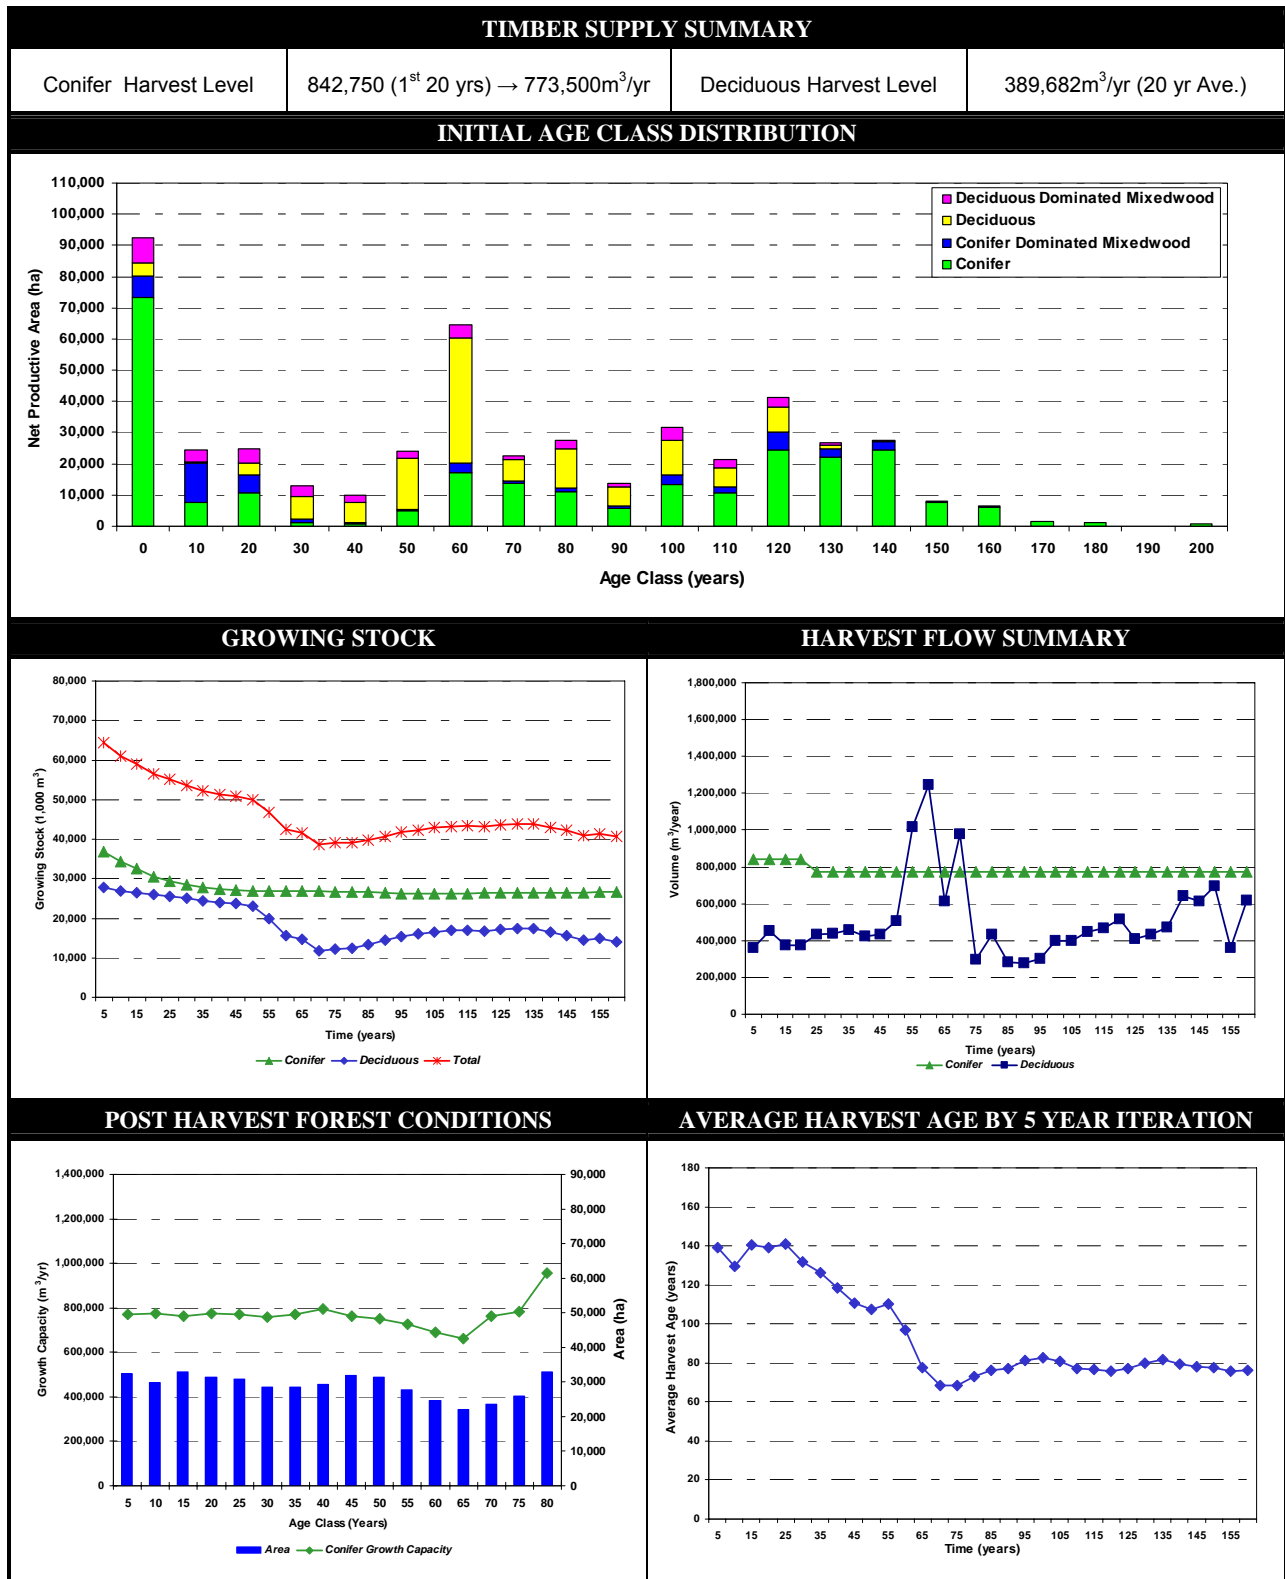 TIMBER SUPPLY SUMMARY
Conifer Harvest Level 842,750 (1st 20 yrs) → 773,500m³/yr Deciduous Harvest Level 389,682m³/yr (20 yr Ave.)
INITIAL AGE CLASS DISTRIBUTION
110,000
100,000
90,000
80,000
70,000
60,000
50,000
40,000
30,000
20,000
10,000
0
Net Productive Area (ha)
Deciduous Dominated Mixedwood
Deciduous
Conifer Dominated Mixedwood
Conifer
0 10 20 30 40 50 60 70 80 90 100 110 120 130 140 150 160 170 180 190 200
Age Class (years)
GROWING STOCK
80,000
70,000
60,000
50,000
40,000
30,000
20,000
10,000
0
Growing Stock (1,000 m³)
5 15 25 35 45 55 65 75 85 95 105 115 125 135 145 155
Time (years)
Conifer Deciduous Total
HARVEST FLOW SUMMARY
1,800,000
1,600,000
1,400,000
1,200,000
1,000,000
800,000
600,000
400,000
200,000
0
Volume (m³/year)
5 15 25 35 45 55 65 75 85 95 105 115 125 135 145 155
Time (years)
Conifer Deciduous
POST HARVEST FOREST CONDITIONS
1,400,000
1,200,000
1,000,000
800,000
600,000
400,000
200,000
0
Growth Capacity (m³/yr)
90,000
80,000
70,000
60,000
50,000
40,000
30,000
20,000
10,000
0
Area (ha)
5 10 15 20 25 30 35 40 45 50 55 60 65 70 75 80
Age Class (Years)
Area Conifer Growth Capacity
AVERAGE HARVEST AGE BY 5 YEAR ITERATION
180
160
140
120
100
80
60
40
20
0
Average Harvest Age (years)
5 15 25 35 45 55 65 75 85 95 105 115 125 135 145 155
Time (years)